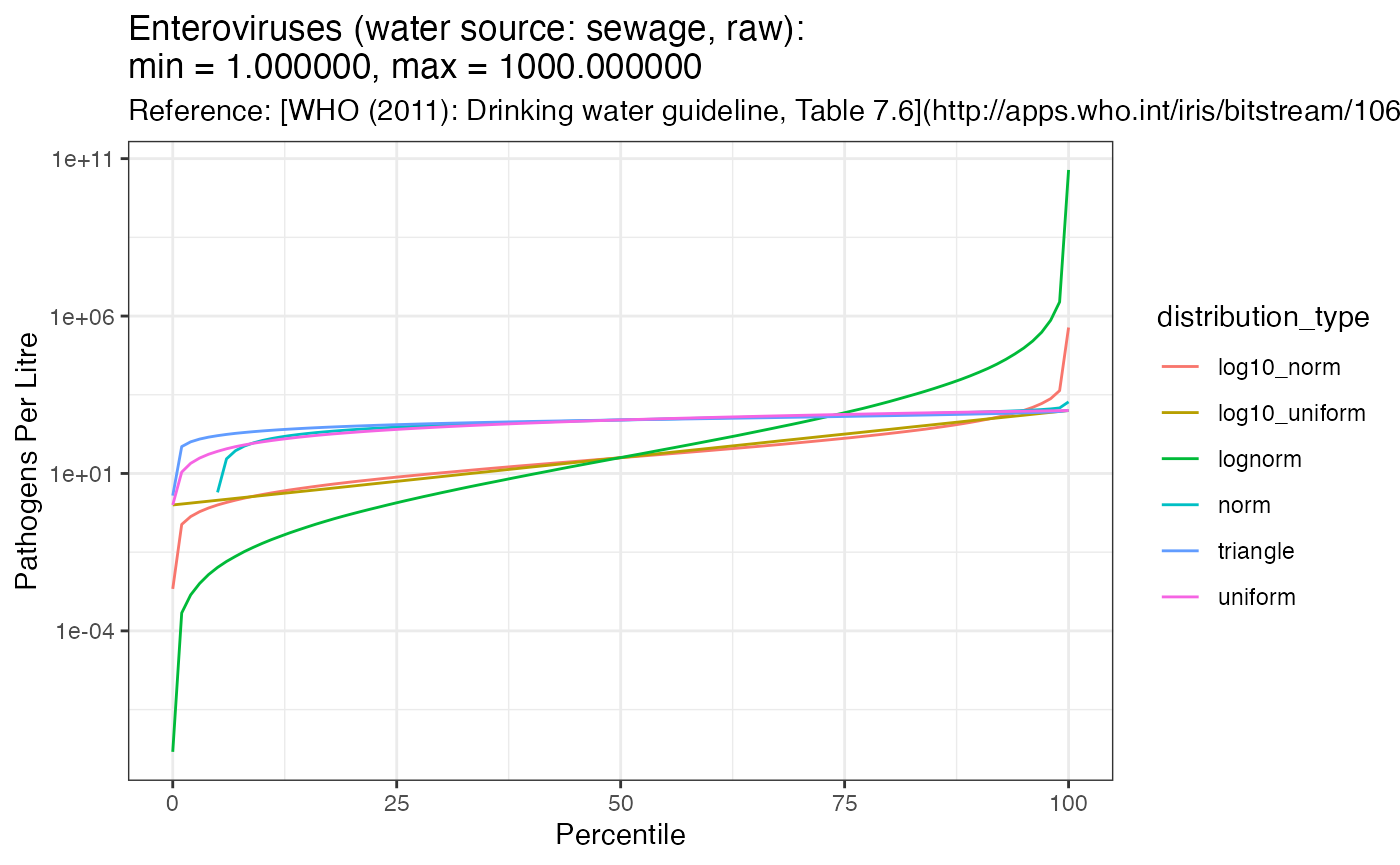 Enteroviruses (water source: sewage, raw):
min = 1.000000, max = 1000.000000
Reference: [WHO (2011): Drinking water guideline, Table 7.6](http://apps.who.int/iris/bitstream/106
Pathogens Per Litre
1e+11
1e+06
1e+01
1e-04
0 25 50 75 100
Percentile
distribution_type
log10_norm
log10_uniform
lognorm
norm
triangle
uniform